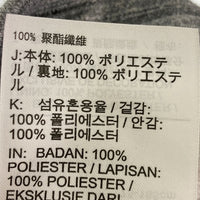 100% 聚酯纖維
J:本体: 100% ポリエステ
ル / 裏地: 100% ポリエステ
ル
K: 섬유혼용율 / 겉감:
100% 폴리에스터 / 안감:
100% 폴리에스터
IN: BADAN: 100%
POLIESTER / LAPISAN:
100% POLIESTER /
EKSKLUSIF DARI